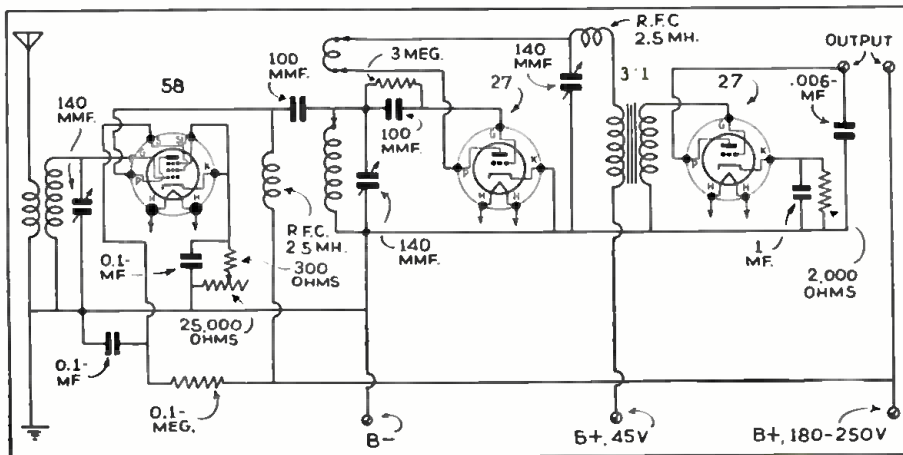 R.F.C
2.5 MH.
OUTPUT
3 MEG.
140
MMF
100
MMF.
58
27
3:1
27
.006-
MF
140
MMF.
100
MMF.
G
P
K
H
H
G
P
K
H
H
P
K
H
H
R.F.C.
2.5 MH.
0.1-
MF
300
OHMS
140
MMF.
1
MF.
2,000
OHMS
25,000
OHMS
0.1-
MF
0.1-
MEG.
B-
B+, 45V
B+, 180-250V